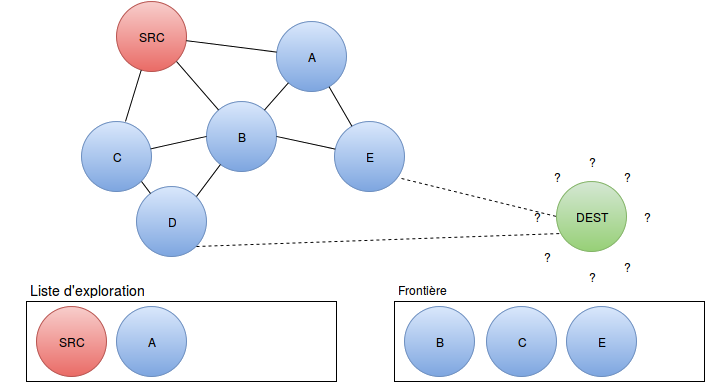 SRC
A
B
C
E
D
?
?
?
?
DEST
?
?
?
?
Liste d'exploration
Frontière
SRC
A
B
C
E